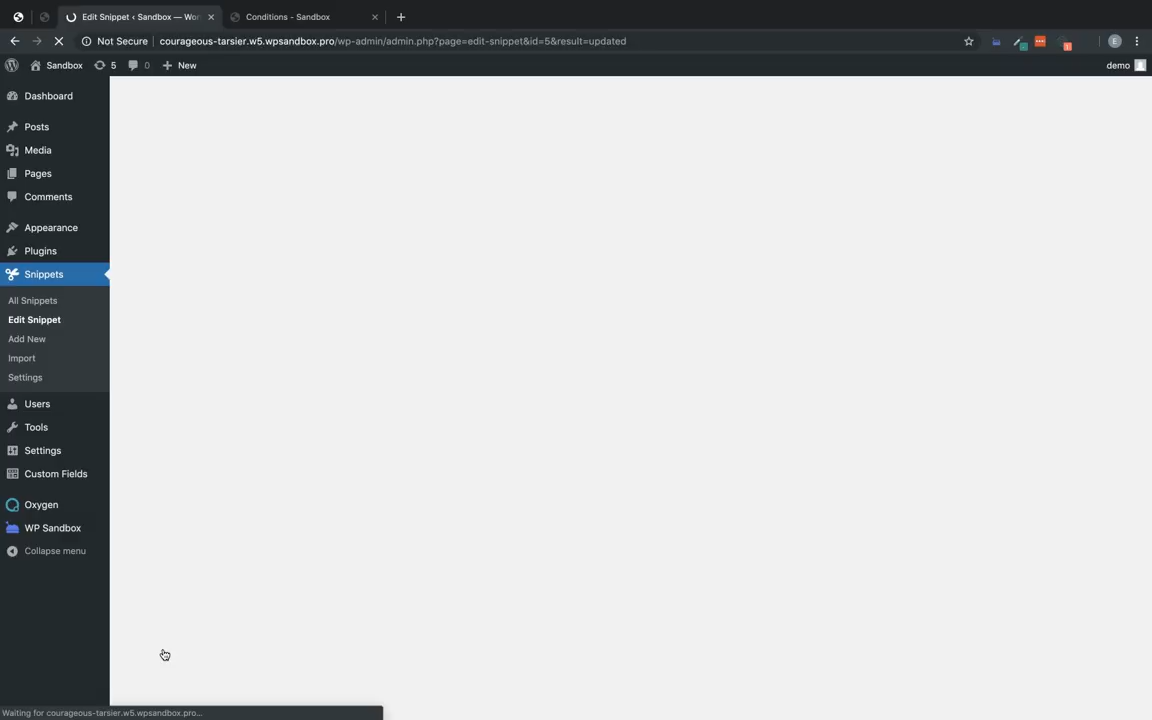 Edit Snippet ‹ Sandbox — Wor
Conditions - Sandbox
Not Secure
courageous-tarsier.w5.wpsandbox.pro/wp-admin/admin.php?page=edit-snippet&id=5&result=updated
E
Sandbox
5
0
New
demo
Dashboard
Posts
Media
Pages
Comments
Appearance
Plugins
Snippets
All Snippets
Edit Snippet
Add New
Import
Settings
Users
Tools
Settings
Custom Fields
Oxygen
WP Sandbox
Collapse menu
Waiting for courageous-tarsier.w5.wpsandbox.pro...